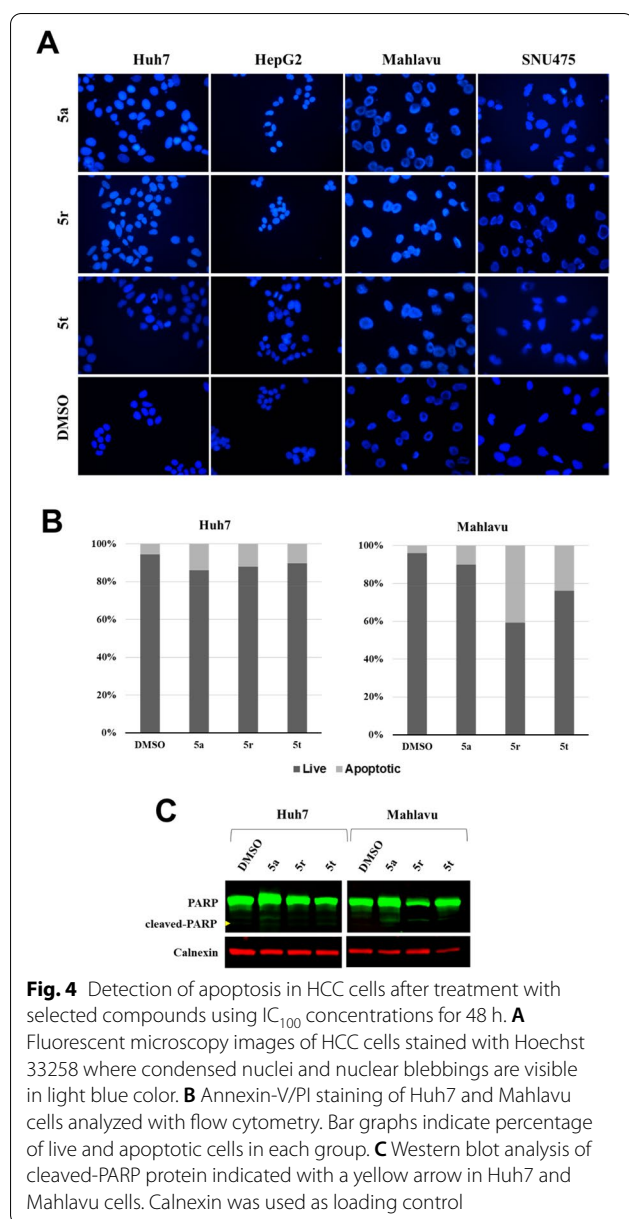 A
Huh7 HepG2 Mahlavu SNU475
5a
5r
5t
DMSO
B
Huh7
100%
80%
60%
40%
20%
0%
DMSO 5a 5r 5t
Mahlavu
100%
80%
60%
40%
20%
0%
DMSO 5a 5r 5t
Live Apoptotic
C
Huh7 Mahlavu
DMSO 5a 5r 5t DMSO 5a 5r 5t
PARP
cleaved-PARP
Calnexin
Fig. 4 Detection of apoptosis in HCC cells after treatment with
selected compounds using IC100 concentrations for 48 h. A
Fluorescent microscopy images of HCC cells stained with Hoechst
33258 where condensed nuclei and nuclear blebbings are visible
in light blue color. B Annexin-V/PI staining of Huh7 and Mahlavu
cells analyzed with flow cytometry. Bar graphs indicate percentage
of live and apoptotic cells in each group. C Western blot analysis of
cleaved-PARP protein indicated with a yellow arrow in Huh7 and
Mahlavu cells. Calnexin was used as loading control